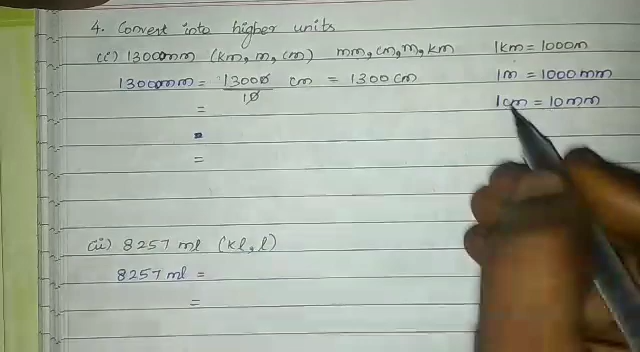 4. Convert into higher units
(i) 13000mm (km, m, cm) mm, cm, m, km
1km = 1000m
13000mm = 13000/10 cm = 1300 cm
1m = 1000mm
=
1cm = 10mm
=
=
(ii) 8257 ml (kl, l)
8257 ml =
=